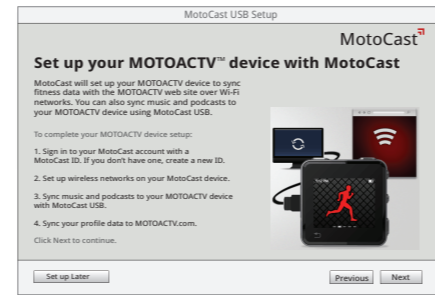 MotoCast USB Setup
MotoCast
Set up your MOTOACTV™ device with MotoCast
MotoCast will set up your MOTOACTV device to sync
fitness data with the MOTOACTV web site over Wi-Fi
networks. You can also sync music and podcasts to
your MOTOACTV device using MotoCast USB.
To complete your MOTOACTV device setup:
1. Sign in to your MotoCast account with a
MotoCast ID. If you don’t have one, create a new ID.
2. Set up wireless networks on your MotoCast device.
3. Sync music and podcasts to your MOTOACTV device
with MotoCast USB.
4. Sync your profile data to MOTOACTV.com.
Click Next to continue.
Set up Later
Previous
Next